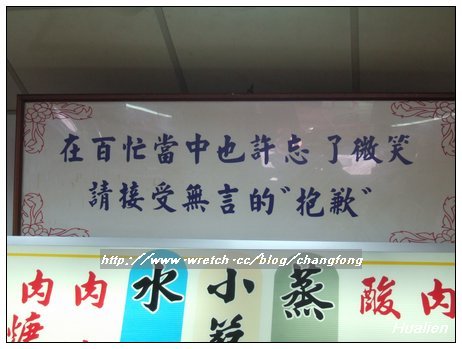 在百忙當中也許忘了微笑
請接受無言的"抱歉"
http://www.wretch.cc/blog/changfong
肉 肉 水 小 蒸 酸 肉
Hualien